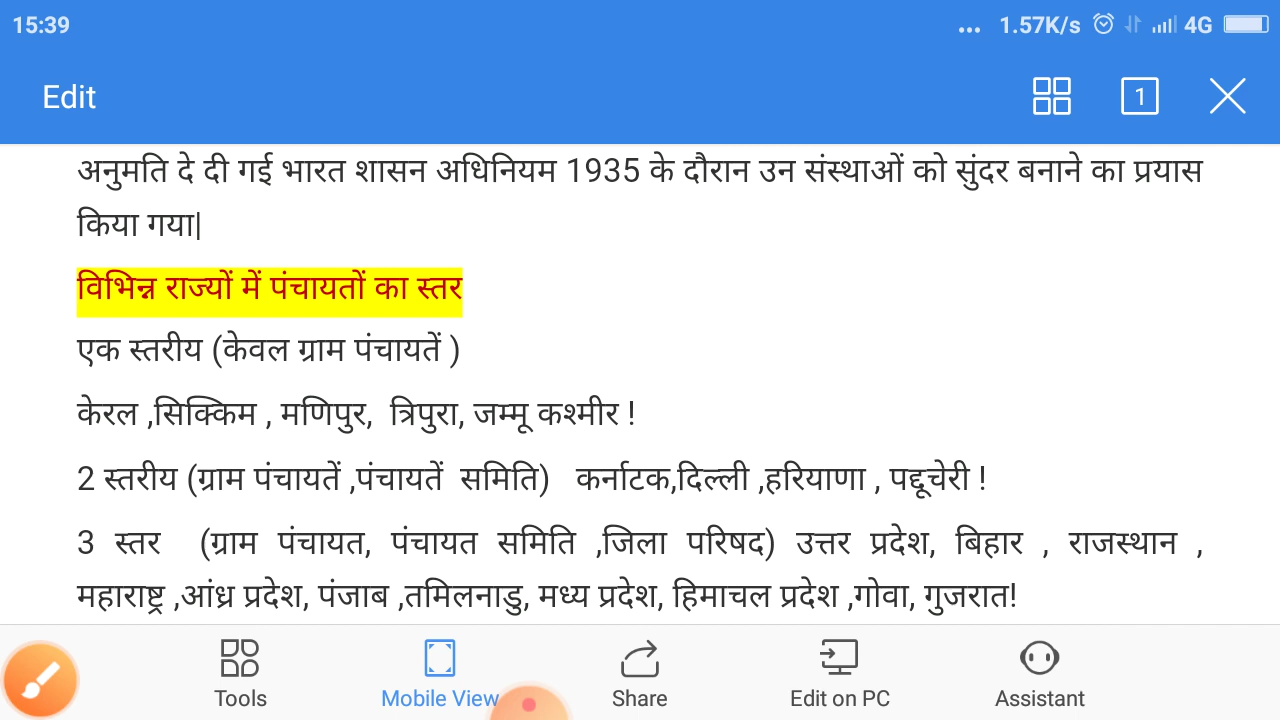 15:39 ... 1.57K/s 4G
Edit 1
अनुमति दे दी गई भारत शासन अधिनियम 1935 के दौरान उन संस्थाओं को सुंदर बनाने का प्रयास
किया गया|
विभिन्न राज्यों में पंचायतों का स्तर
एक स्तरीय (केवल ग्राम पंचायतें )
केरल ,सिक्किम , मणिपुर, त्रिपुरा, जम्मू कश्मीर !
2 स्तरीय (ग्राम पंचायतें ,पंचायतें समिति) कर्नाटक,दिल्ली ,हरियाणा , पद्दूचेरी !
3 स्तर (ग्राम पंचायत, पंचायत समिति ,जिला परिषद) उत्तर प्रदेश, बिहार , राजस्थान ,
महाराष्ट्र ,आंध्र प्रदेश, पंजाब ,तमिलनाडु, मध्य प्रदेश, हिमाचल प्रदेश ,गोवा, गुजरात!
Tools Mobile View Share Edit on PC Assistant